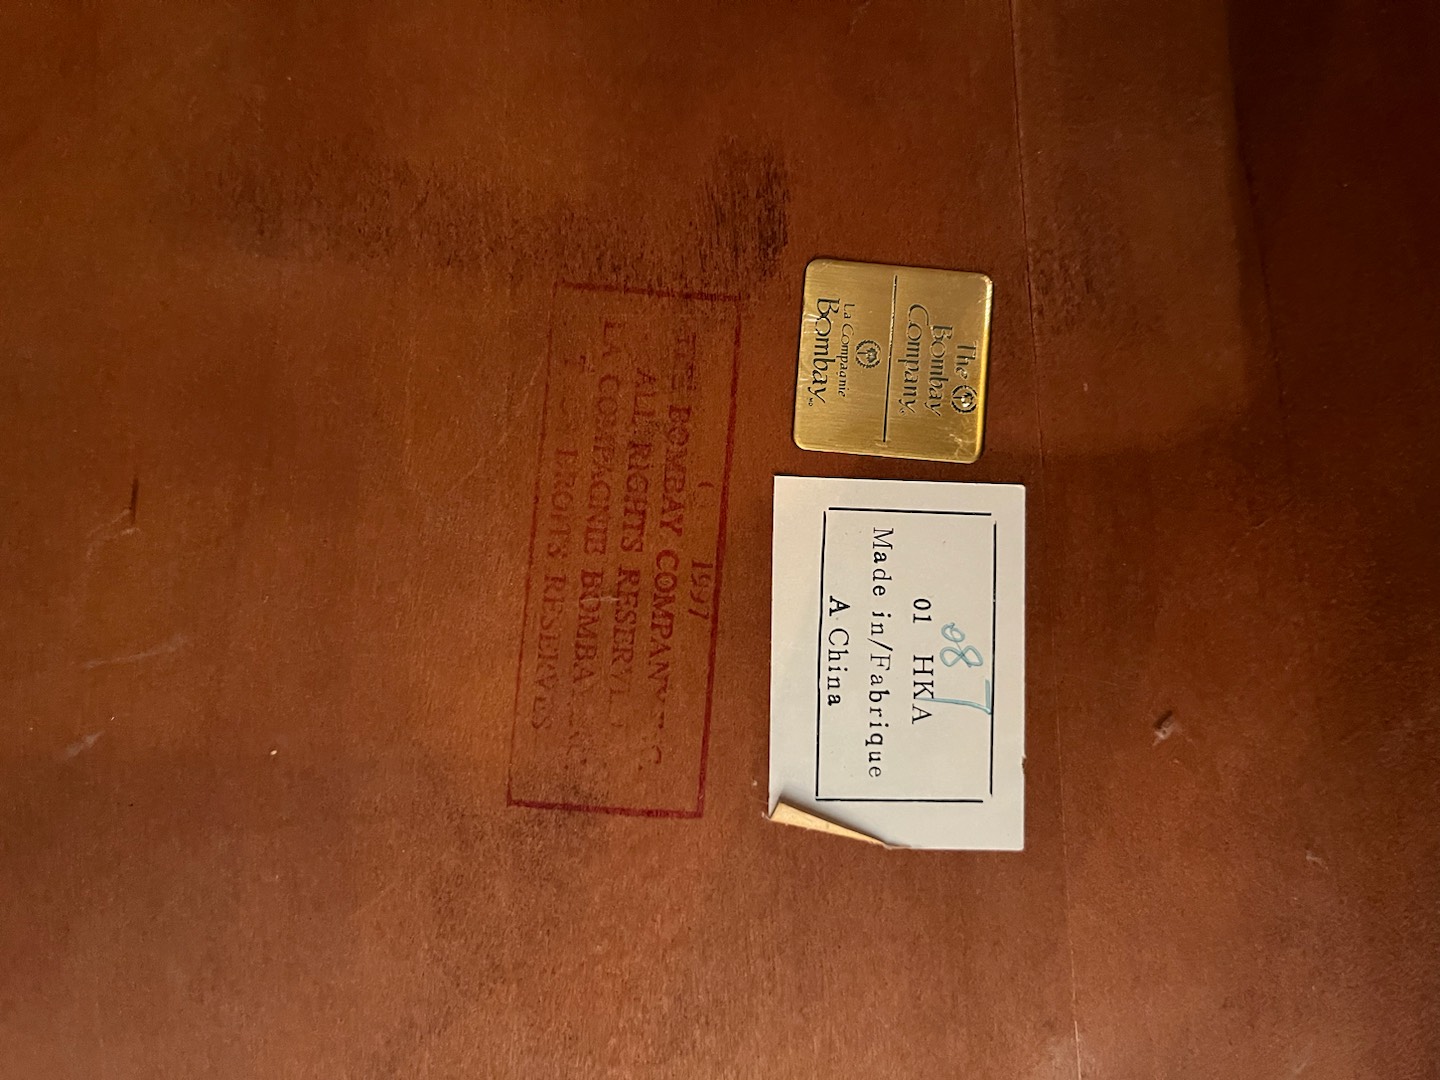 The
Bombay
Company
La Compagnie
Bombay
MD
087
01 HKA
Made in/Fabrique
A China
1997
THE BOMBAY COMPANY
ALL RIGHTS
LA COMPAGNIE BOMBAY
DROITS RESERVES